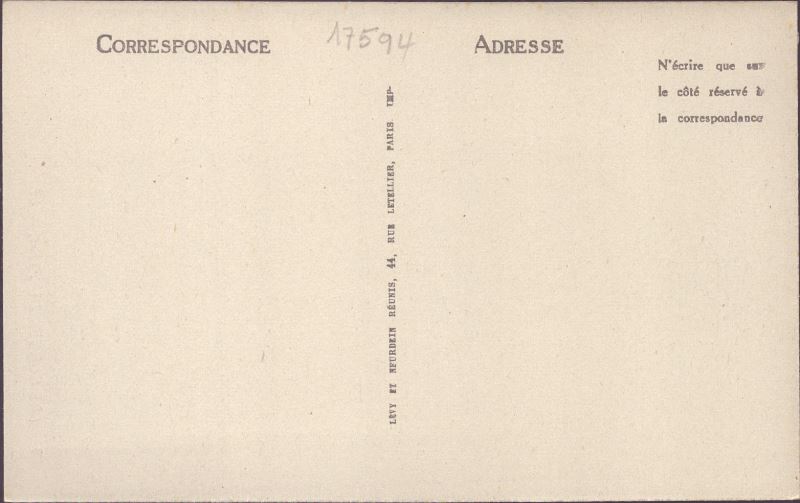 CORRESPONDANCE
17594
ADRESSE
N'écrire que sur
le côté réservé à
la correspondance
LÉVY ET NEURDEIN RÉUNIS, 44, RUE LETELLIER, PARIS IMP.